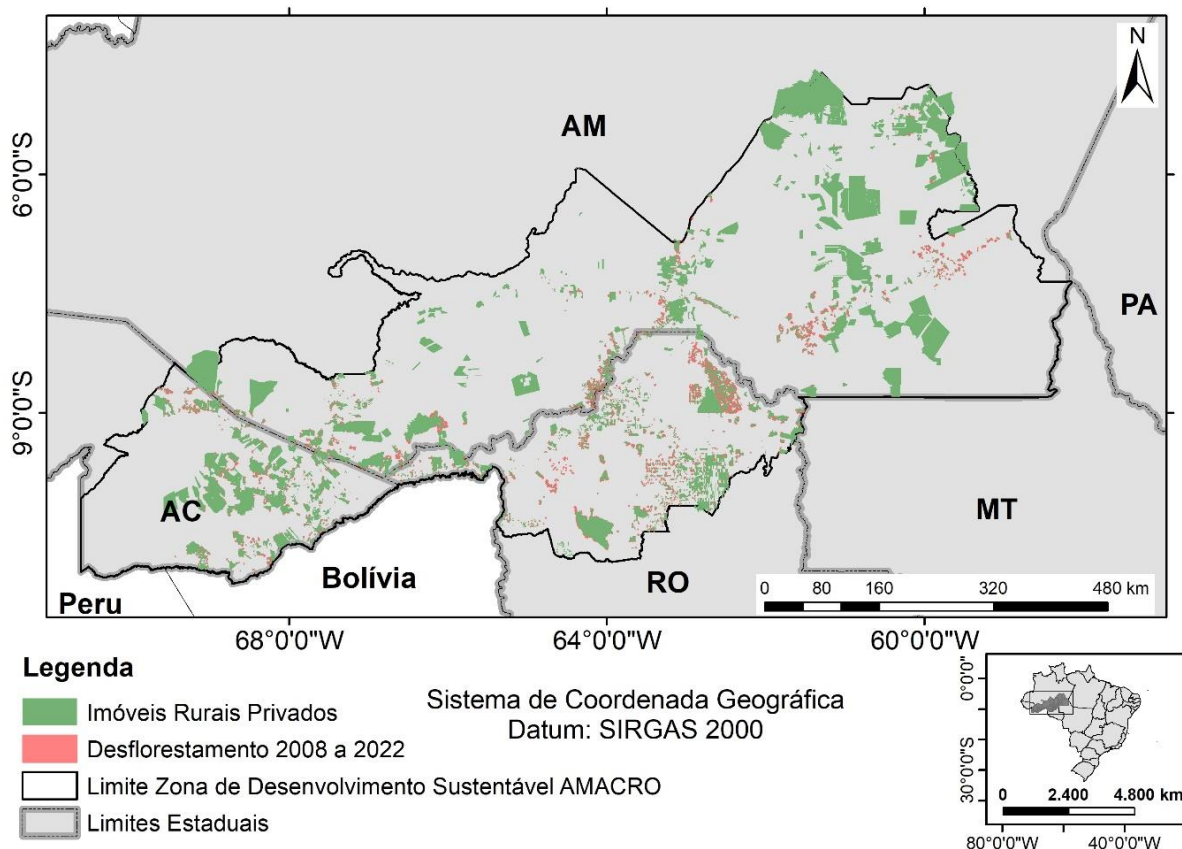 N
AM
6°0'0"S
PA
9°0'0"S
AC
MT
Bolívia
RO
Peru
0 80 160 320 480 km
68°0'0"W 64°0'0"W 60°0'0"W
Legenda
Imóveis Rurais Privados
Desflorestamento 2008 a 2022
Limite Zona de Desenvolvimento Sustentável AMACRO
Limites Estaduais
Sistema de Coordenada Geográfica
Datum: SIRGAS 2000
0°0'0"
15°0'0"S
30°0'0"S
0 2.400 4.800 km
80°0'0"W 40°0'0"W